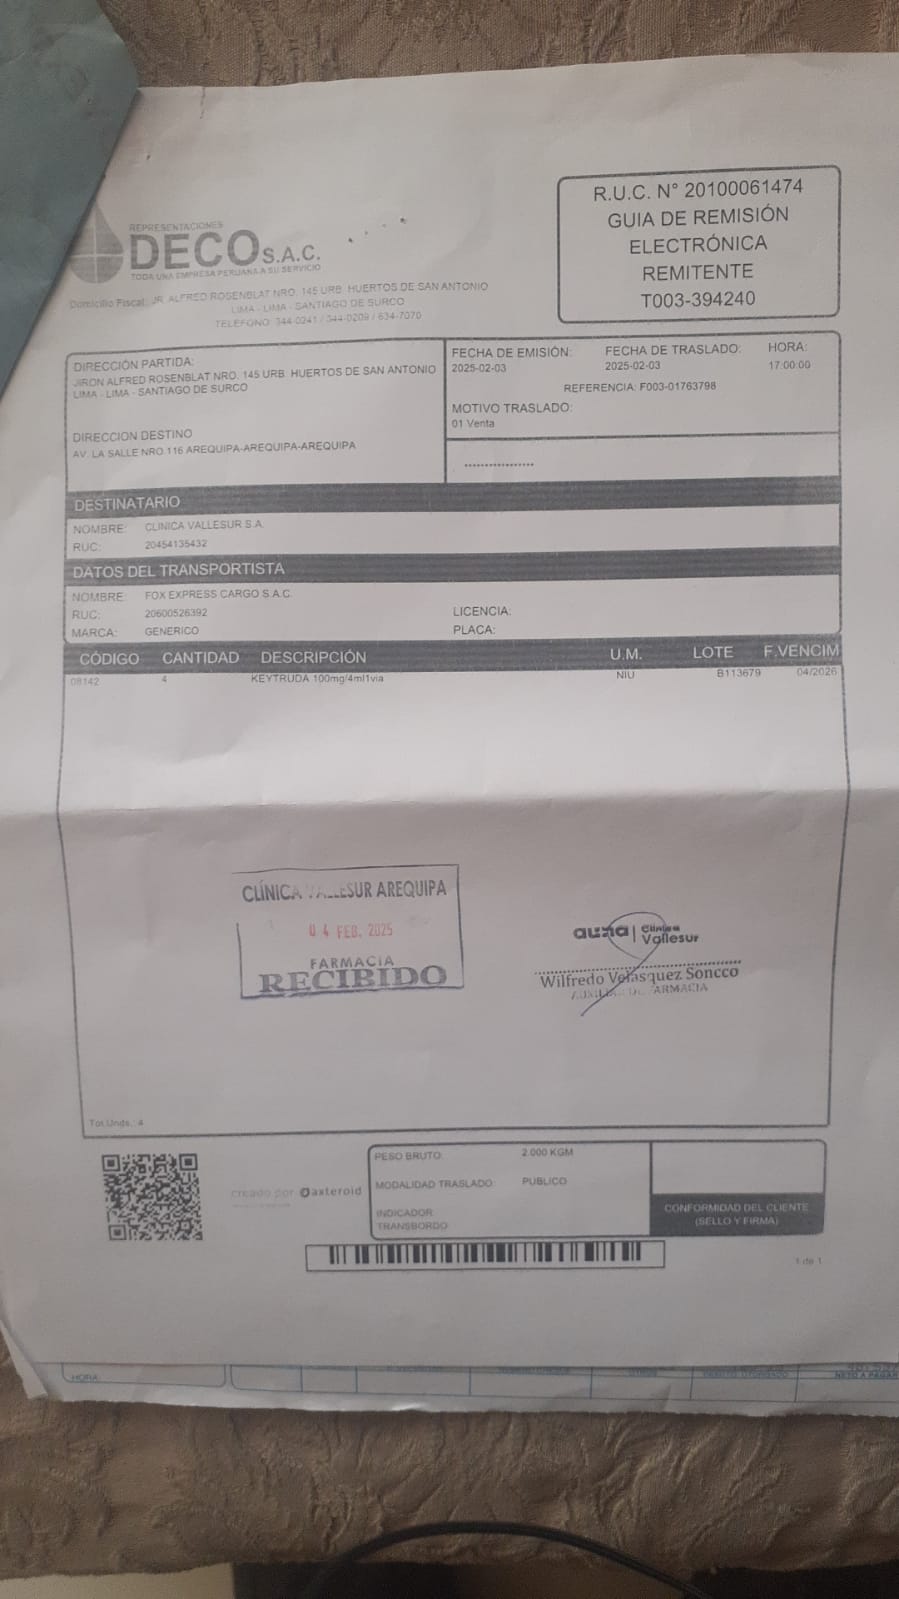 REPRESENTACIONES
DECO S.A.C.
TODA UNA EMPRESA PERUANA A SU SERVICIO
Domicilio Fiscal: JR. ALFRED ROSENBLAT NRO. 145 URB. HUERTOS DE SAN ANTONIO
LIMA - LIMA - SANTIAGO DE SURCO
TELEFONO: 344-0241 / 344-0209 / 634-7070
R.U.C. N° 20100061474
GUIA DE REMISIÓN
ELECTRÓNICA
REMITENTE
T003-394240
DIRECCIÓN PARTIDA:
JIRON ALFRED ROSENBLAT NRO. 145 URB. HUERTOS DE SAN ANTONIO
LIMA - LIMA - SANTIAGO DE SURCO
DIRECCION DESTINO
AV. LA SALLE NRO.116 AREQUIPA-AREQUIPA-AREQUIPA
FECHA DE EMISIÓN: FECHA DE TRASLADO: HORA:
2025-02-03 2025-02-03 17:00:00
REFERENCIA: F003-01763798
MOTIVO TRASLADO:
01 Venta
DESTINATARIO
NOMBRE: CLINICA VALLESUR S.A.
RUC: 20454135432
DATOS DEL TRANSPORTISTA
NOMBRE: FOX EXPRESS CARGO S.A.C.
RUC: 20600526392 LICENCIA:
MARCA: GENERICO PLACA:
CÓDIGO CANTIDAD DESCRIPCIÓN U.M. LOTE F.VENCIM
08142 4 KEYTRUDA 100mg/4ml1via NIU B113679 04/2026
CLÍNICA VALLESUR AREQUIPA
04 FEB. 2025
FARMACIA
RECIBIDO
auna | Clínica Vallesur
Wilfredo Velasquez Soncco
AUXILIAR DE FARMACIA
Tot.Unds.: 4
creado por axteroid
PESO BRUTO: 2.000 KGM
MODALIDAD TRASLADO: PUBLICO
INDICADOR
TRANSBORDO
CONFORMIDAD DEL CLIENTE
(SELLO Y FIRMA)
1 de 1
HORA:
NETO A PAGAR